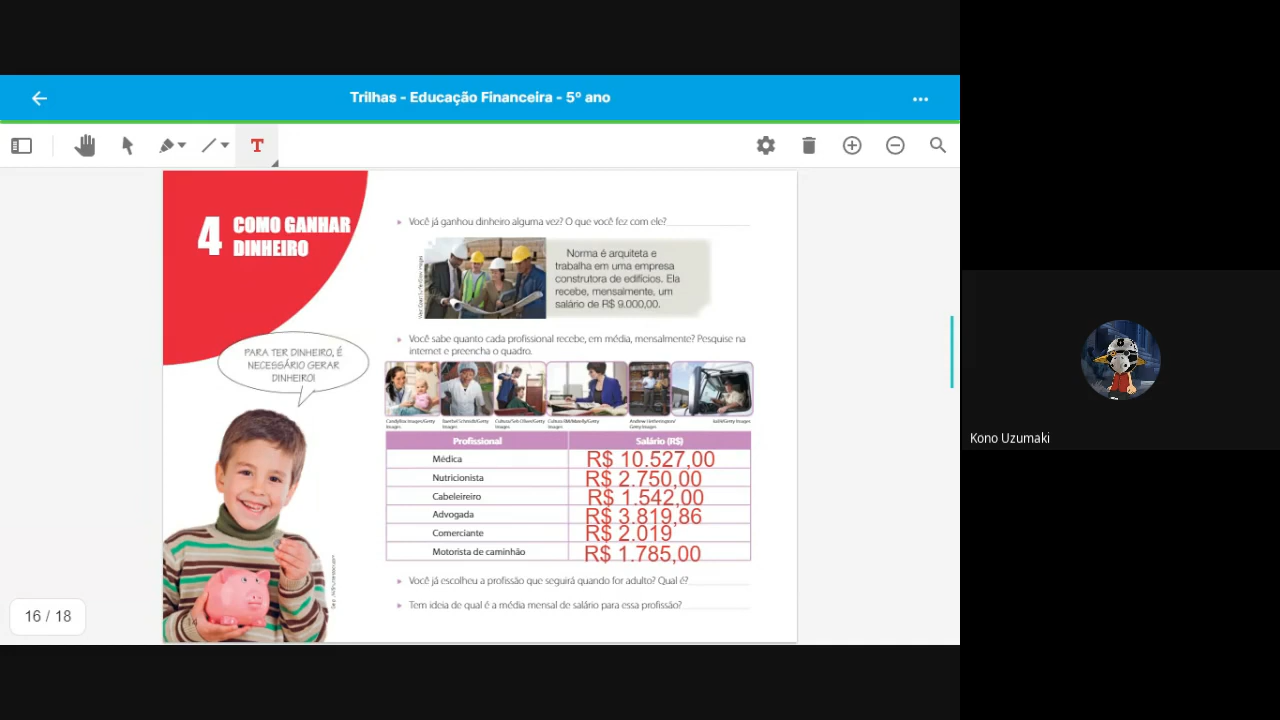 Trilhas - Educação Financeira - 5º ano
T
4 COMO GANHAR
DINHEIRO
» Você já ganhou dinheiro alguma vez? O que você fez com ele?
Norma é arquiteta e
trabalha em uma empresa
construtora de edifícios. Ela
recebe, mensalmente, um
salário de R$ 9.000,00.
» Você sabe quanto cada profissional recebe, em média, mensalmente? Pesquise na
internet e preencha o quadro.
PARA TER DINHEIRO, É
NECESSÁRIO GERAR
DINHEIRO!
Profissional Salário (R$)
Médica R$ 10.527,00
Nutricionista R$ 2.750,00
Cabeleireiro R$ 1.542,00
Advogada R$ 3.819,86
Comerciante R$ 2.019
Motorista de caminhão R$ 1.785,00
» Você já escolheu a profissão que seguirá quando for adulto? Qual é?
» Tem ideia de qual é a média mensal de salário para essa profissão?
14
16 / 18
Kono Uzumaki